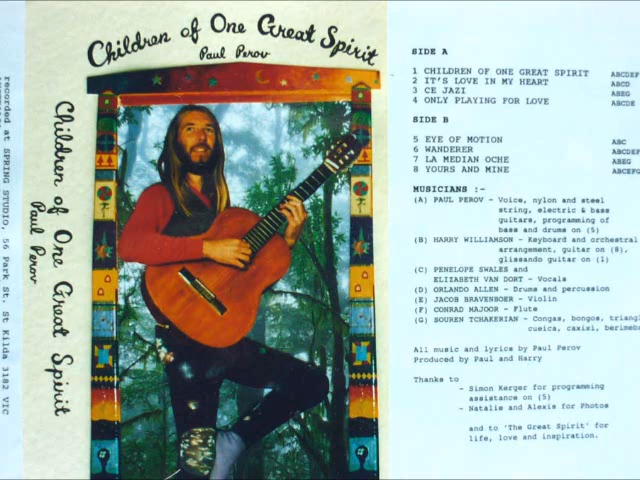 Children of One Great Spirit
Paul Perov
Children of One Great Spirit
Paul Perov
recorded at SPRING STUDIO, 56 Park St. St Kilda 3182 VIC
SIDE A
1 CHILDREN OF ONE GREAT SPIRIT ABCDEF
2 IT'S LOVE IN MY HEART ABCD
3 CE JAZI ABEG
4 ONLY PLAYING FOR LOVE ABCDE
SIDE B
5 EYE OF MOTION ABC
6 WANDERER ABCDEF
7 LA MEDIAN OCHE ABEG
8 YOURS AND MINE ABCEFG
MUSICIANS :-
(A) PAUL PEROV - Voice, nylon and steel
string, electric & bass
guitars, programming of
bass and drums on (5)
(B) HARRY WILLIAMSON - Keyboard and orchestral
arrangement, guitar on (8),
glissando guitar on (1)
(C) PENELOPE SWALES and
ELIZABETH VAN DORT - Vocals
(D) ORLANDO ALLEN - Drums and percussion
(E) JACOB BRAVENBOER - Violin
(F) CONRAD MAJOOR - Flute
(G) SOUREN TCHAKERIAN - Congas, bongos, triangl
cueica, caxixi, berimba
All music and lyrics by Paul Perov
Produced by Paul and Harry
Thanks to
- Simon Kerger for programming
assistance on (5)
- Natalie and Alexis for Photos
and to 'The Great Spirit' for
life, love and inspiration.